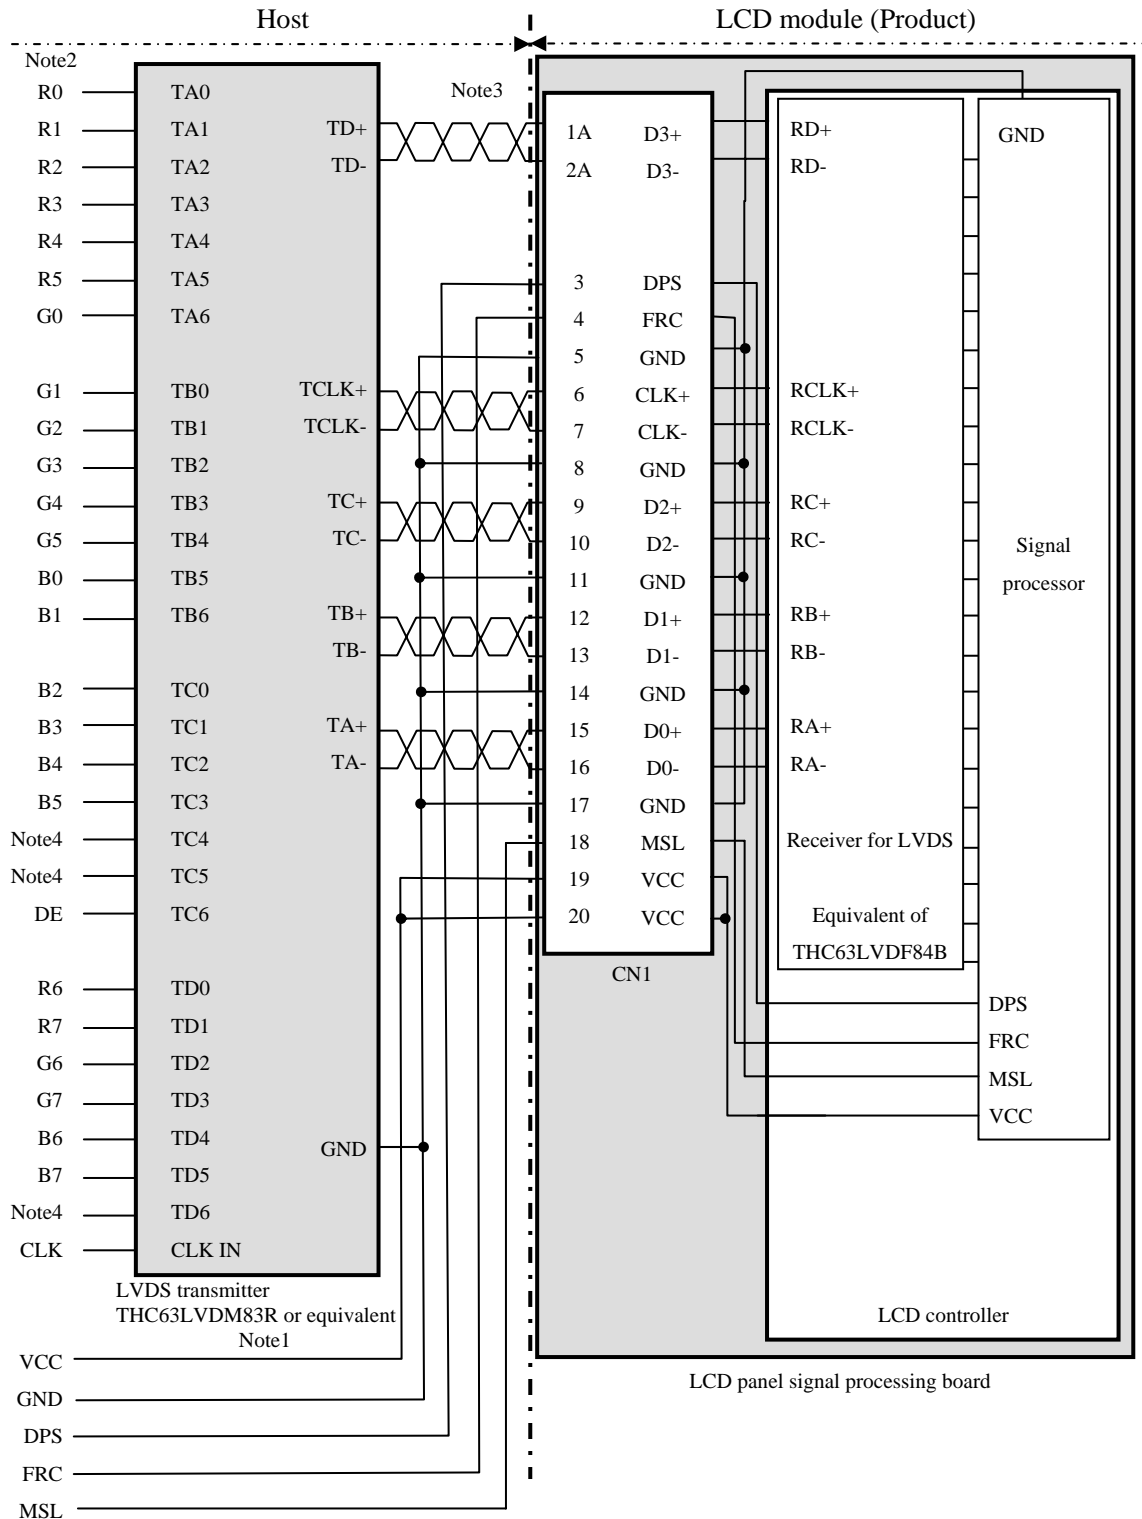 Host
LCD module (Product)
Note2
Note3
R0 TA0
R1 TA1 TD+ 1A D3+ RD+ GND
R2 TA2 TD- 2A D3- RD-
R3 TA3
R4 TA4
R5 TA5 3 DPS
G0 TA6 4 FRC
5 GND
G1 TB0 TCLK+ 6 CLK+ RCLK+
G2 TB1 TCLK- 7 CLK- RCLK-
G3 TB2 8 GND
G4 TB3 TC+ 9 D2+ RC+
G5 TB4 TC- 10 D2- RC- Signal
B0 TB5 11 GND processor
B1 TB6 TB+ 12 D1+ RB+
TB- 13 D1- RB-
B2 TC0 14 GND
B3 TC1 TA+ 15 D0+ RA+
B4 TC2 TA- 16 D0- RA-
B5 TC3 17 GND
Note4 TC4 18 MSL Receiver for LVDS
Note4 TC5 19 VCC
DE TC6 20 VCC Equivalent of
THC63LVDF84B
CN1
R6 TD0 DPS
R7 TD1 FRC
G6 TD2 MSL
G7 TD3 VCC
B6 TD4 GND
B7 TD5
Note4 TD6
CLK CLK IN
LVDS transmitter
THC63LVDM83R or equivalent
Note1
LCD controller
LCD panel signal processing board
VCC
GND
DPS
FRC
MSL